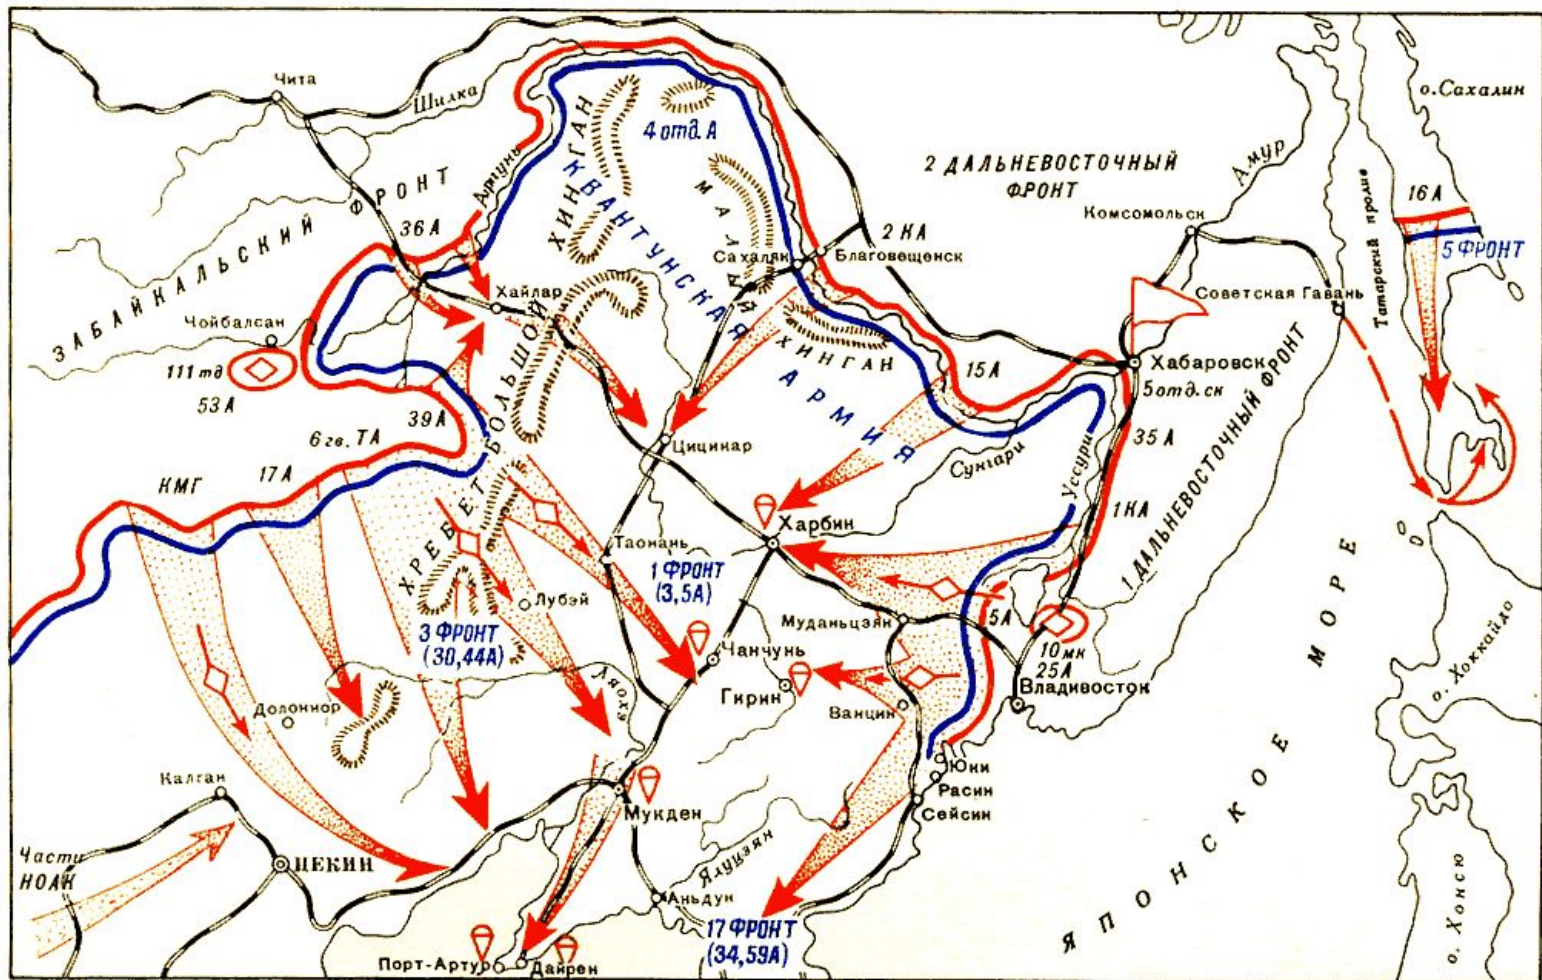 Чита
Шилка
Аргунь
ЗАБАЙКАЛЬСКИЙ ФРОНТ
36 А
ХИНГАН
4 отд. А
КВАНТУНСКАЯ АРМИЯ
МАЛЫЙ ХИНГАН
2 ДАЛЬНЕВОСТОЧНЫЙ
ФРОНТ
Амур
о. Сахалин
Татарский пролив
16 А
5 ФРОНТ
Комсомольск
2 КА
Сахалян
Благовещенск
Советская Гавань
Хайлар
Чойбалсан
111 тд
53 А
39 А
6 гв. ТА
17 А
КМГ
ХРЕБЕТ БОЛЬШОЙ
15 А
Хабаровск
5 отд. ск
35 А
Цицикар
Сунгари
Уссури
1 КА
1 ДАЛЬНЕВОСТОЧНЫЙ ФРОНТ
Харбин
Таонань
1 ФРОНТ
(3,5А)
Лубэй
3 ФРОНТ
(30,44А)
Муданьцзян
5А
10 мк
25 А
Владивосток
Чанчунь
Гирин
Ванцин
Ляохэ
Долоннор
Калган
Юки
Расин
Сейсин
Мукден
Части
НОАК
ПЕКИН
Ялуцзян
Аньдун
17 ФРОНТ
(34,59А)
Порт-Артур
Дайрен
ЯПОНСКОЕ МОРЕ
о. Хоккайдо
о. Хонсю